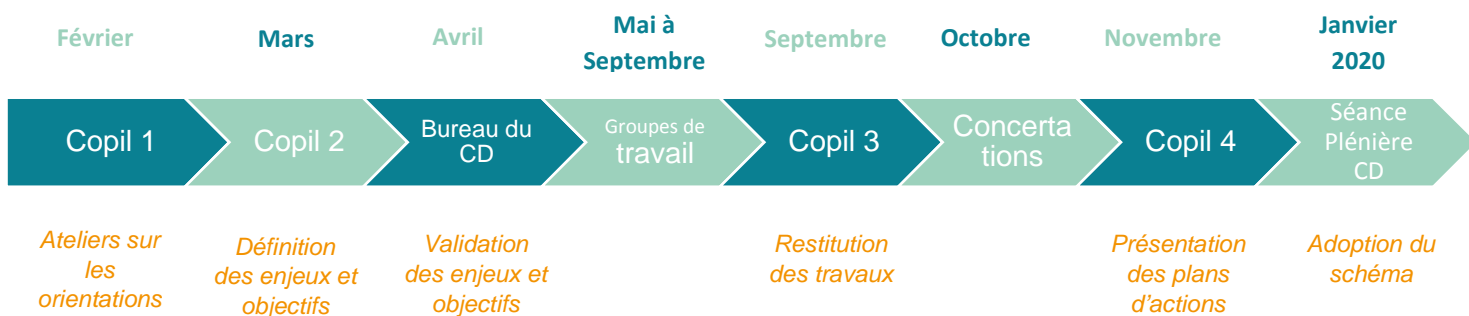 Février
Mars
Avril
Mai à
Septembre
Septembre
Octobre
Novembre
Janvier
2020
Copil 1
Copil 2
Bureau du
CD
Groupes de
travail
Copil 3
Concerta
tions
Copil 4
Séance
Plénière
CD
Ateliers sur
les
orientations
Définition
des enjeux et
objectifs
Validation
des enjeux et
objectifs
Restitution
des travaux
Présentation
des plans
d'actions
Adoption du
schéma